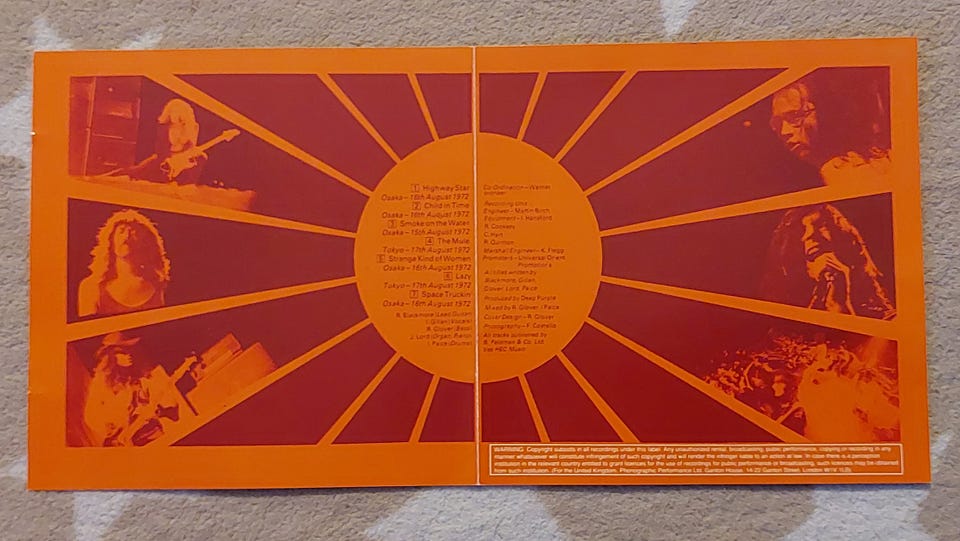 1 Highway Star
Osaka – 16th August 1972
2 Child in Time
Osaka – 16th August 1972
3 Smoke on the Water
Osaka – 15th August 1972
4 The Mule
Tokyo – 17th August 1972
5 Strange Kind of Women
Osaka – 16th August 1972
6 Lazy
Tokyo – 17th August 1972
7 Space Truckin'
Osaka – 16th August 1972
R. Blackmore (Lead Guitar)
I. Gillan (Vocals)
R. Glover (Bass)
J. Lord (Organ, Piano)
I. Paice (Drums)
Co-Ordination – Warner
pioneer
Recording Unit
Engineer – Martin Birch
Equipment – I. Hansford
R. Cooksey
C. Hart
R. Quinton
Marshall Engineer – K. Flegg
Promoters – Universal Orient
Promotions
All titles written by
Blackmore, Gillan,
Glover, Lord, Paice
Produced by Deep Purple
Mixed by R. Glover, I Paice
Cover Design – R. Glover
Photography – F. Costello
All tracks published by
B. Feldman & Co. Ltd.
t/as HEC Music
WARNING: Copyright subsists in all recordings under this label. Any unauthorised rental, broadcasting, public performance, copying or recording in any
manner whatsoever will constitute infringement of such copyright and will render the infringer liable to an action at law. In case there is a perception
institution in the relevant country entitled to grant licences for the use of recordings for public performance or broadcasting, such licences may be obtained
from such institution. (For the United Kingdom, Phonographic Performance Ltd. Ganton House, 14-22 Ganton Street, London W1V 1LB)